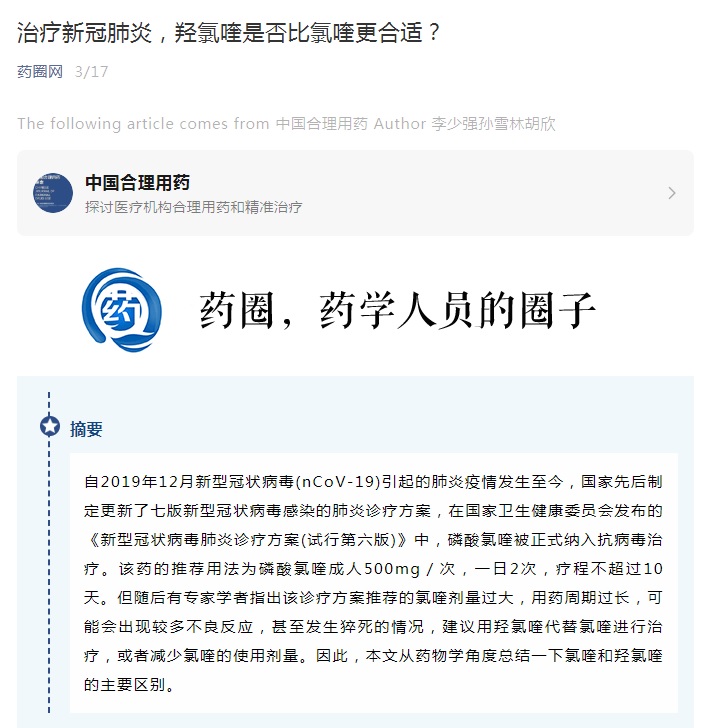 治疗新冠肺炎，羟氯喹是否比氯喹更合适？
药圈网 3/17
The following article comes from 中国合理用药 Author 李少强孙雪林胡欣
中国合理用药
探讨医疗机构合理用药和精准治疗
药
药圈，药学人员的圈子
摘要
自2019年12月新型冠状病毒(nCoV-19)引起的肺炎疫情发生至今，国家先后制
定更新了七版新型冠状病毒感染的肺炎诊疗方案，在国家卫生健康委员会发布的
《新型冠状病毒肺炎诊疗方案(试行第六版)》中，磷酸氯喹被正式纳入抗病毒治
疗。该药的推荐用法为磷酸氯喹成人500mg / 次，一日2次，疗程不超过10
天。但随后有专家学者指出该诊疗方案推荐的氯喹剂量过大，用药周期过长，可
能会出现较多不良反应，甚至发生猝死的情况，建议用羟氯喹代替氯喹进行治
疗，或者减少氯喹的使用剂量。因此，本文从药物学角度总结一下氯喹和羟氯喹
的主要区别。